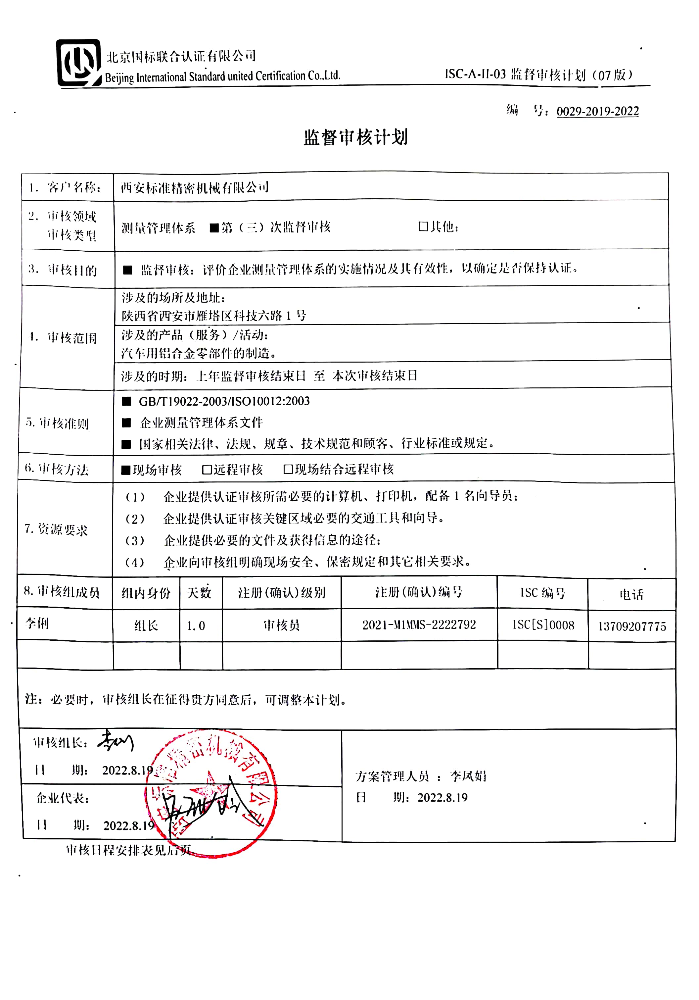 北京国标联合认证有限公司
Beijing International Standard united Certification Co.,Ltd.
ISC-A-II-03 监督审核计划（07版）
编 号：0029-2019-2022
监督审核计划
1. 客户名称： 西安标准精密机械有限公司
2. 审核领域
审核类型
测量管理体系 ■第（三）次监督审核 □其他：
3. 审核目的 ■ 监督审核：评价企业测量管理体系的实施情况及其有效性，以确定是否保持认证。
4. 审核范围
涉及的场所及地址：
陕西省西安市雁塔区科技六路1号
涉及的产品（服务）/活动：
汽车用铝合金零部件的制造。
涉及的时期：上年监督审核结束日 至 本次审核结束日
5.审核准则
■ GB/T19022-2003/ISO10012:2003
■ 企业测量管理体系文件
■ 国家相关法律、法规、规章、技术规范和顾客、行业标准或规定。
6.审核方法 ■现场审核 □远程审核 □现场结合远程审核
7.资源要求
（1） 企业提供认证审核所需必要的计算机、打印机，配备1名向导员；
（2） 企业提供认证审核关键区域必要的交通工具和向导。
（3） 企业提供必要的文件及获得信息的途径；
（4） 企业向审核组明确现场安全、保密规定和其它相关要求。
8.审核组成员 组内身份 天数 注册(确认)级别 注册(确认)编号 ISC编号 电话
李俐 组长 1.0 审核员 2021-M1MMS-2222792 ISC[S]0008 13709207775
注：必要时，审核组长在征得贵方同意后，可调整本计划。
审核组长：李俐
日 期： 2022.8.19
方案管理人员 ：李凤娟
日 期：2022.8.19
企业代表：
日 期： 2022.8.19
审核日程安排表见后页